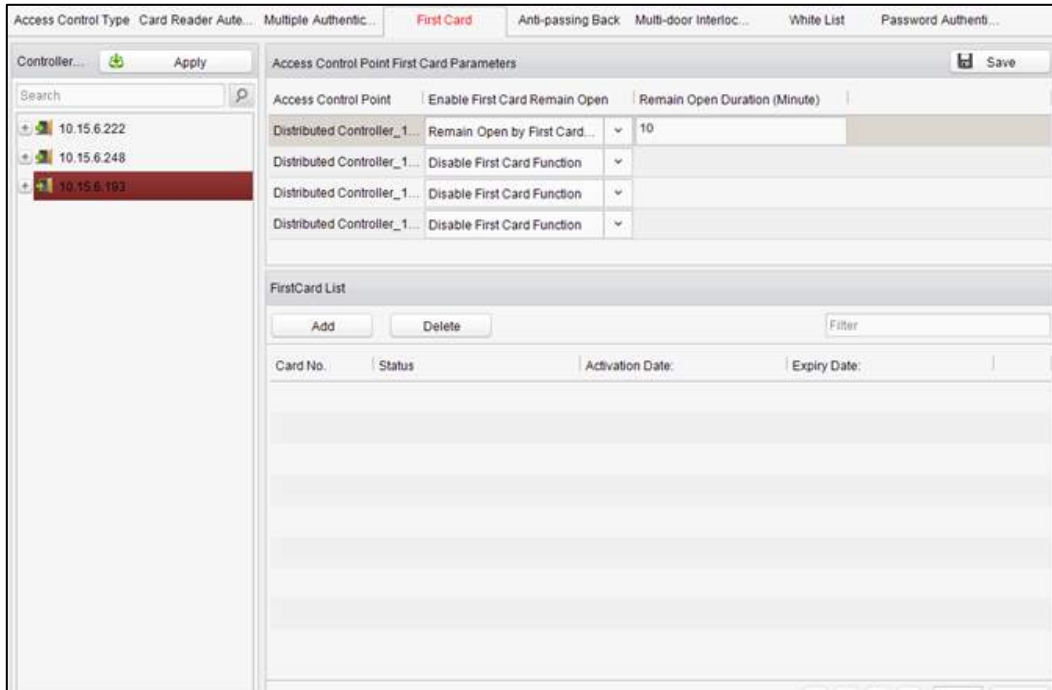 Access Control Type Card Reader Aute... Multiple Authentic... First Card Anti-passing Back Multi-door Interloc... White List Password Authenti...
Controller... Apply
Search
10.15.6.222
10.15.6.248
10.15.6.193
Access Control Point First Card Parameters Save
Access Control Point Enable First Card Remain Open Remain Open Duration (Minute)
Distributed Controller_1... Remain Open by First Card... 10
Distributed Controller_1... Disable First Card Function
Distributed Controller_1... Disable First Card Function
Distributed Controller_1... Disable First Card Function
FirstCard List
Add Delete Filter
Card No. Status Activation Date: Expiry Date: